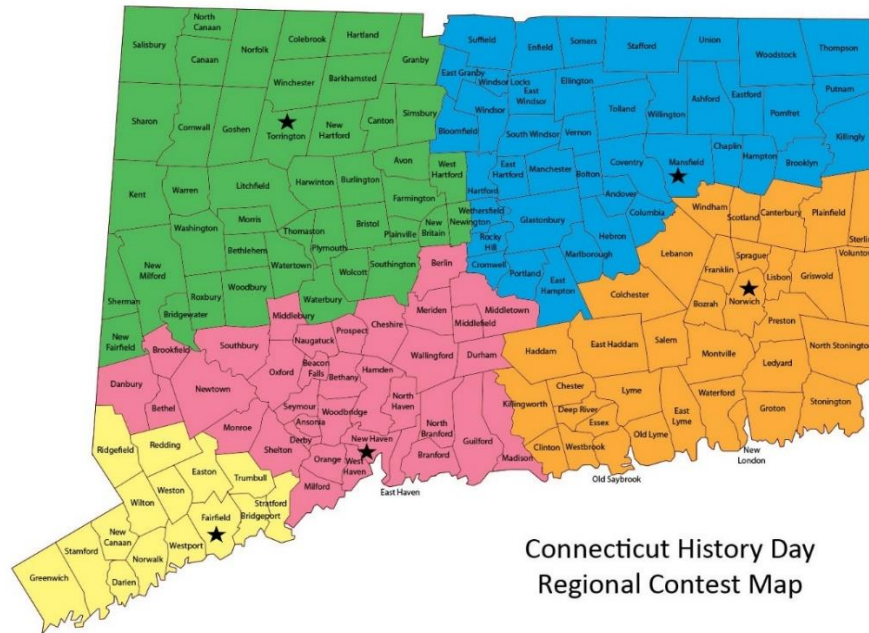 Salisbury
North
Canaan
Canaan
Norfolk
Colebrook
Hartland
Granby
Winchester
Barkhamsted
Sharon
Cornwall
Goshen
Torrington
New
Hartford
Canton
Simsbury
Kent
Warren
Litchfield
Harwinton
Burlington
Avon
West
Hartford
Farmington
Washington
Morris
Bethlehem
Thomaston
Plymouth
Bristol
Plainville
New
Britain
Newington
New
Milford
Watertown
Wolcott
Southington
Sherman
Roxbury
Woodbury
Waterbury
Bridgewater
New
Fairfield
Suffield
Enfield
Somers
Stafford
Union
Woodstock
Thompson
East Granby
Windsor Locks
East
Windsor
Ellington
Windsor
Tolland
Willington
Ashford
Eastford
Putnam
Pomfret
Bloomfield
South Windsor
Vernon
Killingly
East
Hartford
Manchester
Bolton
Coventry
Mansfield
Chaplin
Hampton
Brooklyn
Hartford
Wethersfield
Glastonbury
Andover
Columbia
Hebron
Rocky
Hill
Cromwell
Portland
Marlborough
East
Hampton
Windham
Scotland
Canterbury
Plainfield
Sterlin
Lebanon
Sprague
Volunto
Franklin
Lisbon
Griswold
Colchester
Bozrah
Norwich
Preston
Haddam
East Haddam
Salem
Montville
North Stonington
Ledyard
Chester
Lyme
Waterford
Killingworth
Deep River
Essex
East
Lyme
Groton
Stonington
Clinton
Westbrook
Old Lyme
New
London
Old Saybrook
Berlin
Middlebury
Meriden
Middletown
Middlefield
Brookfield
Southbury
Naugatuck
Prospect
Cheshire
Wallingford
Durham
Danbury
Newtown
Oxford
Beacon
Falls
Bethany
Hamden
Bethel
Seymour
Woodbridge
North
Haven
Ansonia
Monroe
Derby
New Haven
North
Branford
Guilford
Shelton
Orange
West
Haven
Branford
Madison
Milford
East Haven
Ridgefield
Redding
Easton
Trumbull
Weston
Stratford
Wilton
Fairfield
Bridgeport
New
Canaan
Westport
Stamford
Norwalk
Greenwich
Darien
Connecticut History Day
Regional Contest Map